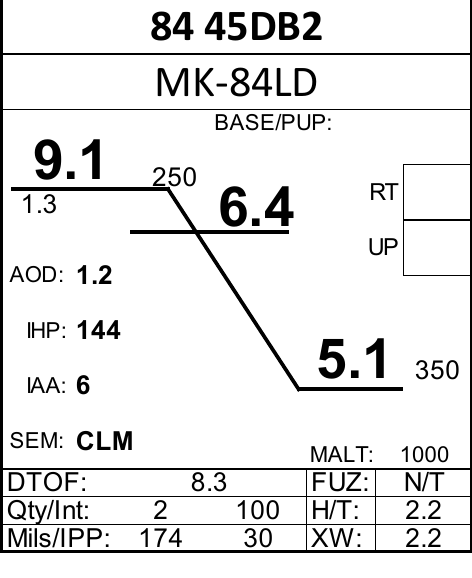 84 45DB2
MK-84LD
BASE/PUP:
9.1 250
1.3 6.4 RT
UP
AOD: 1.2
IHP: 144
5.1 350
IAA: 6
SEM: CLM
MALT: 1000
DTOF: 8.3 FUZ: N/T
Qty/Int: 2 100 H/T: 2.2
Mils/IPP: 174 30 XW: 2.2